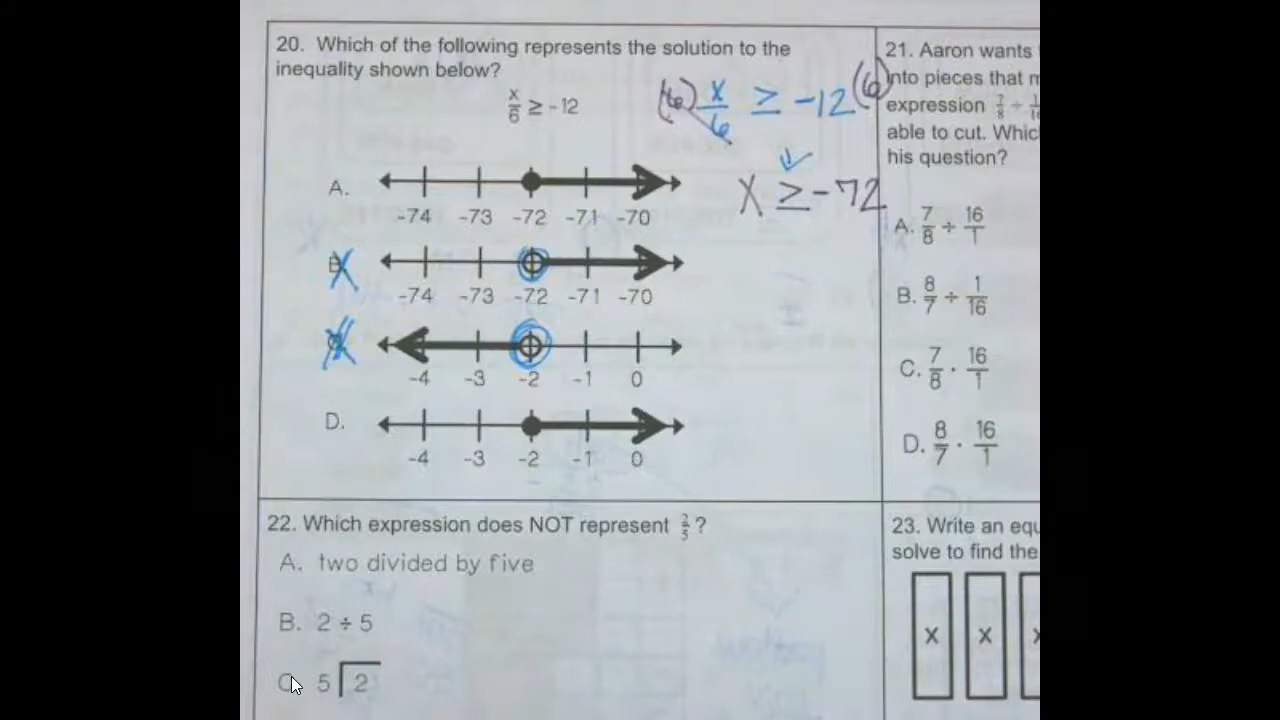 20. Which of the following represents the solution to the
inequality shown below?
x/6 ≥ -12
(6) x/6 ≥ -12 (6)
x ≥ -72
A.
-74 -73 -72 -71 -70
B.
-74 -73 -72 -71 -70
-4 -3 -2 -1 0
D.
-4 -3 -2 -1 0
21. Aaron wants
into pieces that
expression 7/8 ÷
able to cut. Whic
his question?
A. 7/8 ÷ 16/1
B. 8/7 ÷ 1/16
C. 7/8 · 16/1
D. 8/7 · 16/1
22. Which expression does NOT represent 2/5 ?
A. two divided by five
B. 2 ÷ 5
C. 5 2
23. Write an equ
solve to find the
x x x